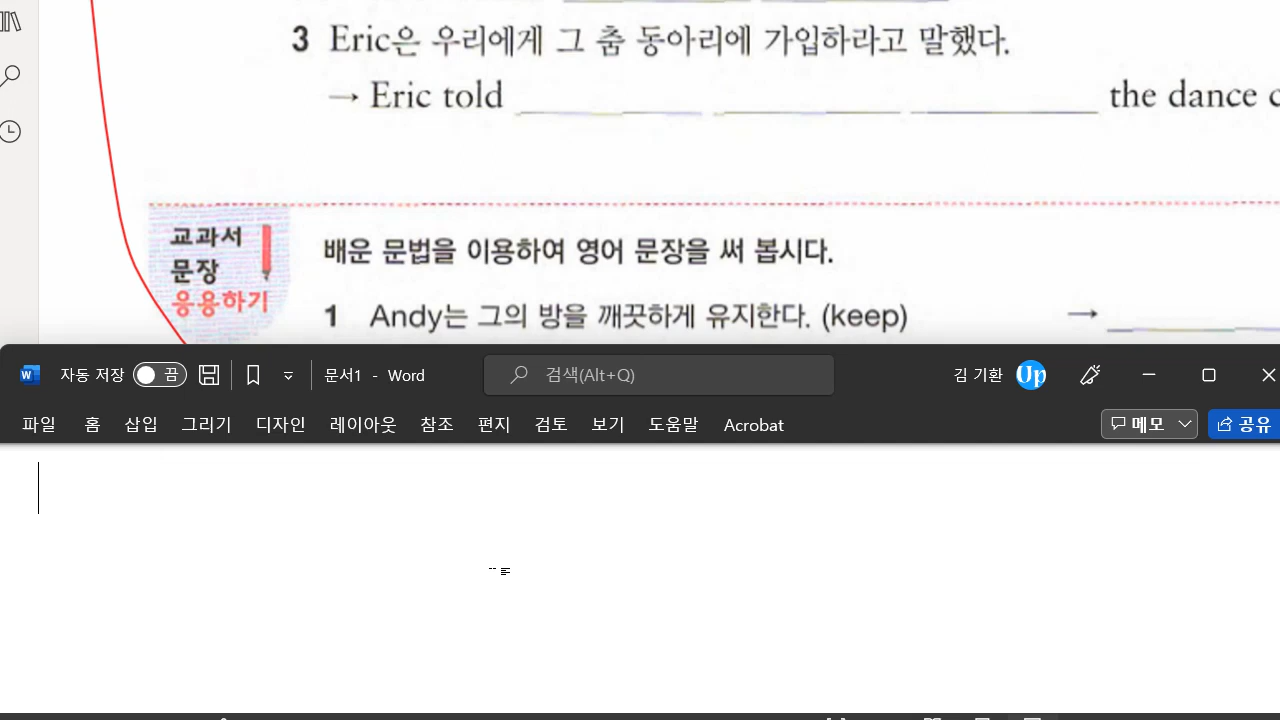 3 Eric은 우리에게 그 춤 동아리에 가입하라고 말했다.
→ Eric told ____ ____ ____ the dance
교과서
문장
응용하기
배운 문법을 이용하여 영어 문장을 써 봅시다.
1 Andy는 그의 방을 깨끗하게 유지한다. (keep) → ____
자동 저장 끔 문서1 - Word 검색(Alt+Q) 김 기환 Up
파일 홈 삽입 그리기 디자인 레이아웃 참조 편지 검토 보기 도움말 Acrobat 메모 공유